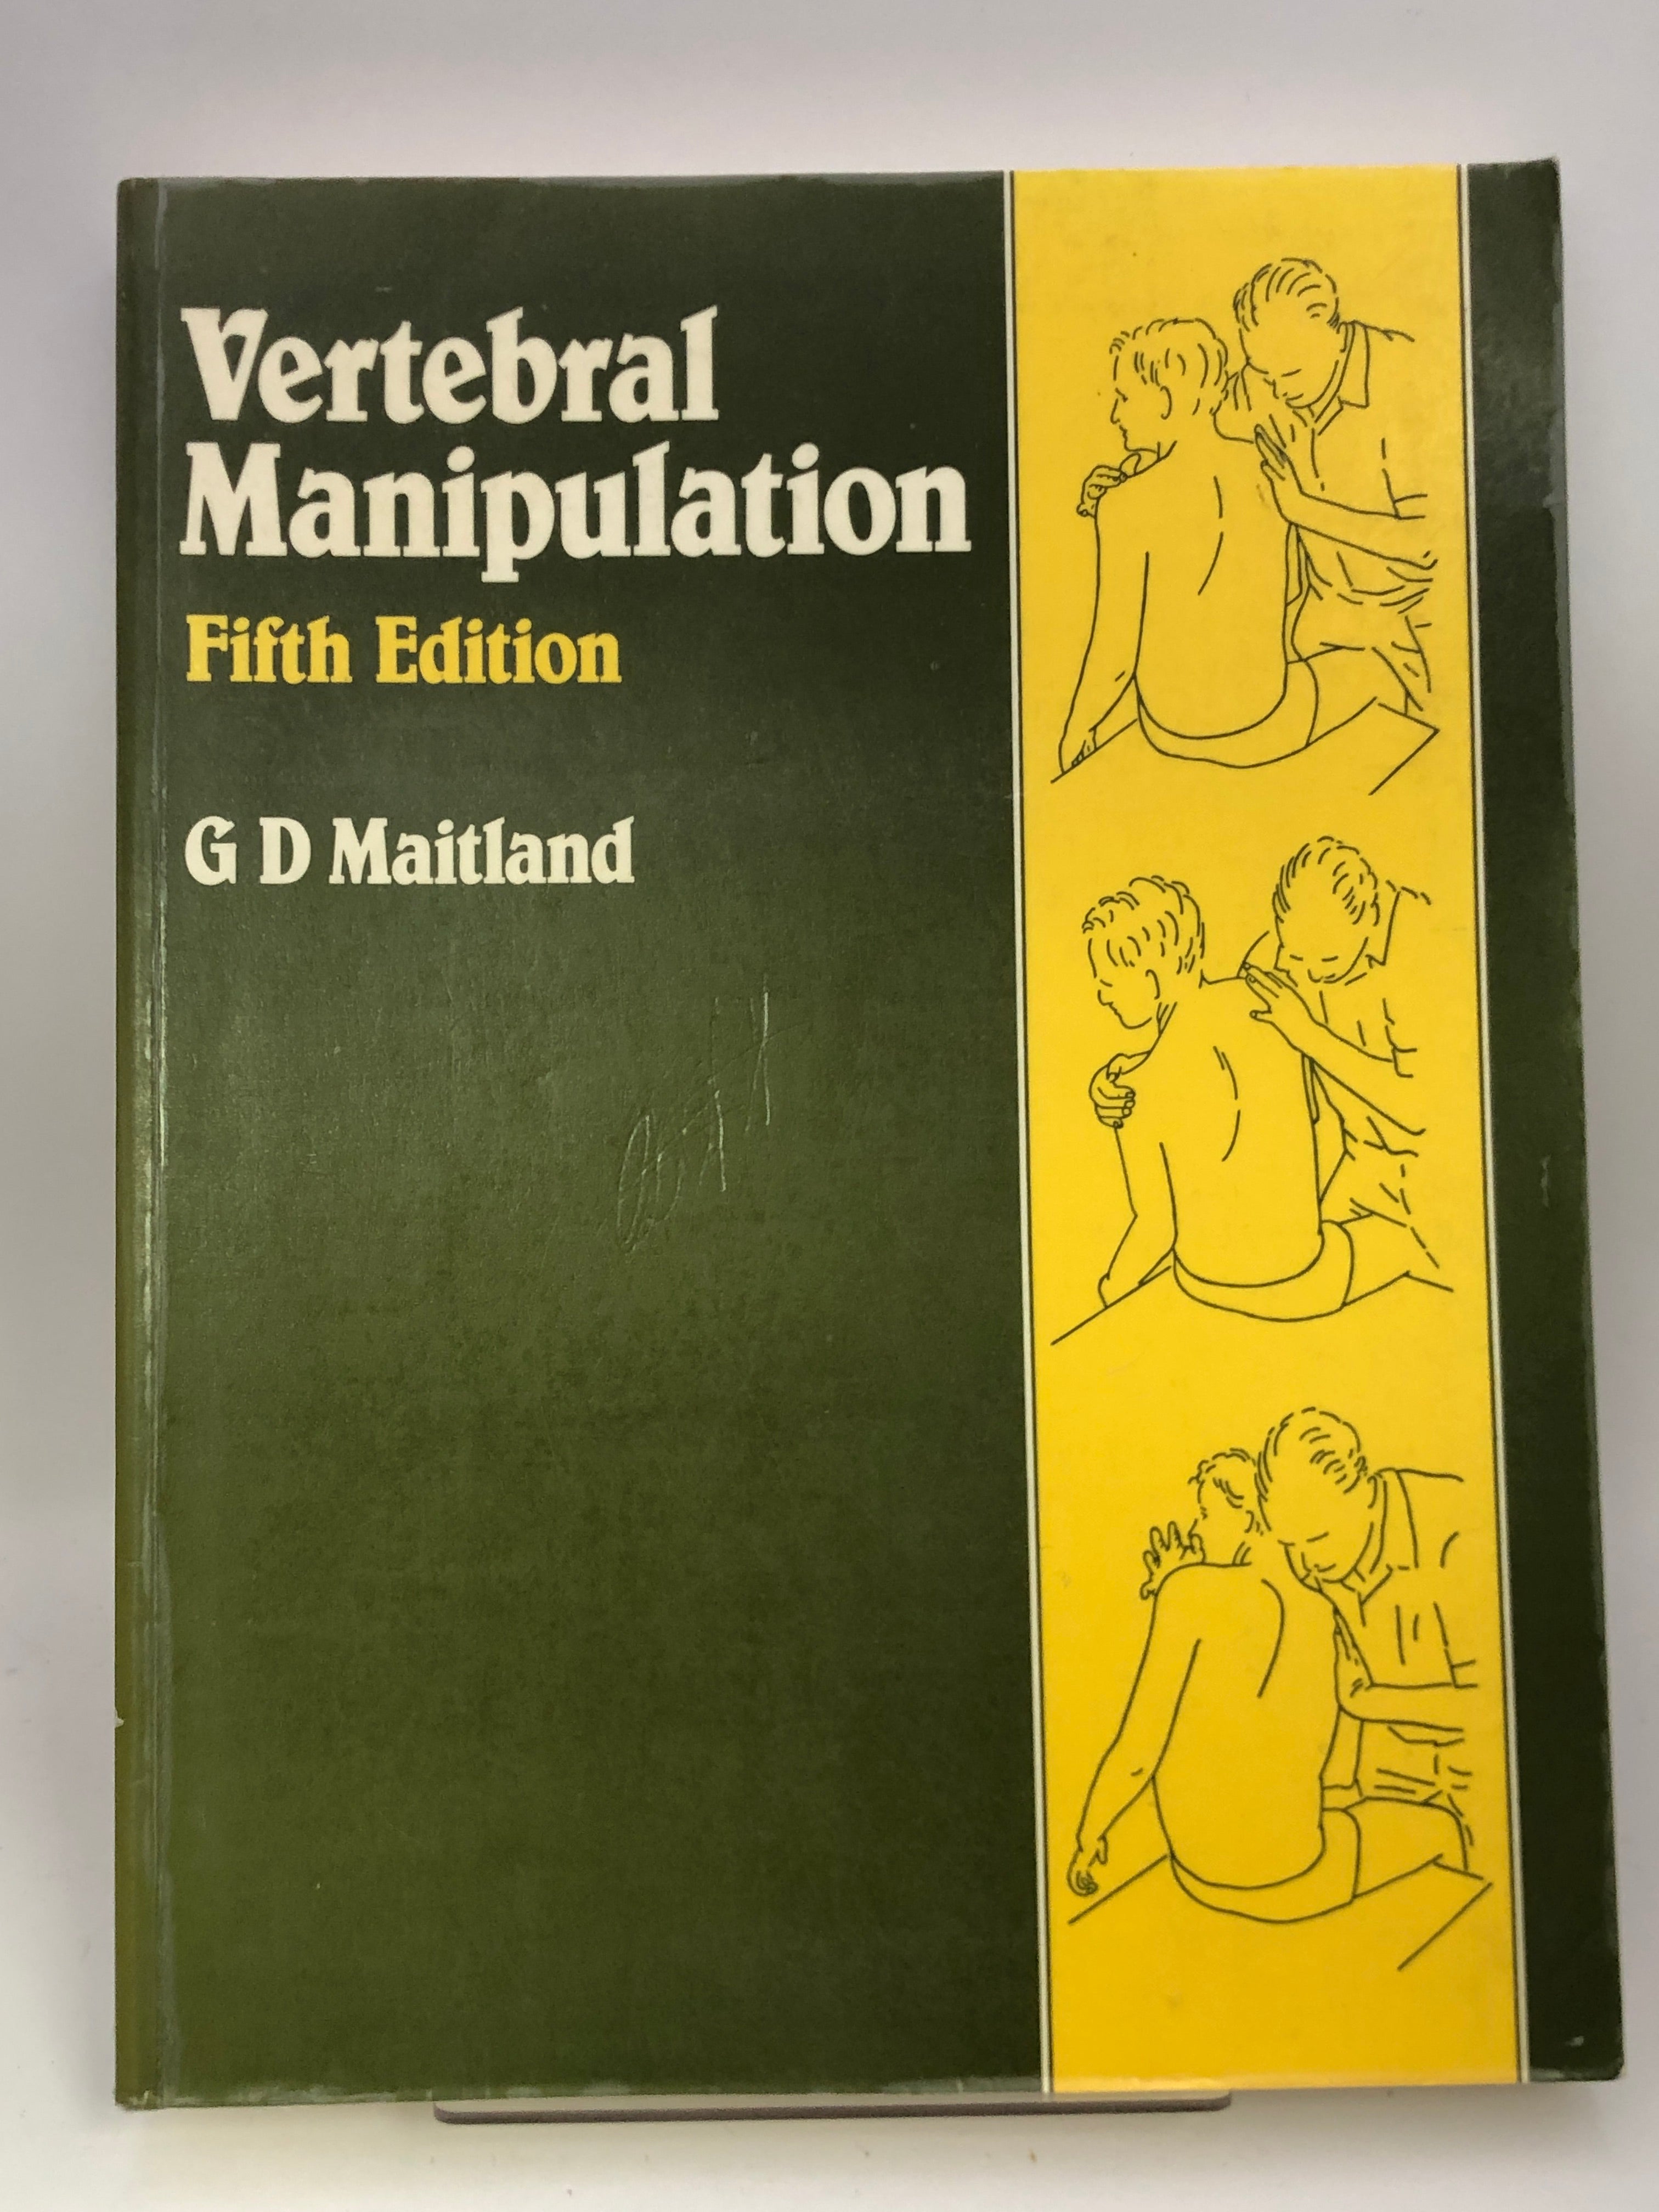 Vertebral
Manipulation
Fifth Edition
G D Maitland